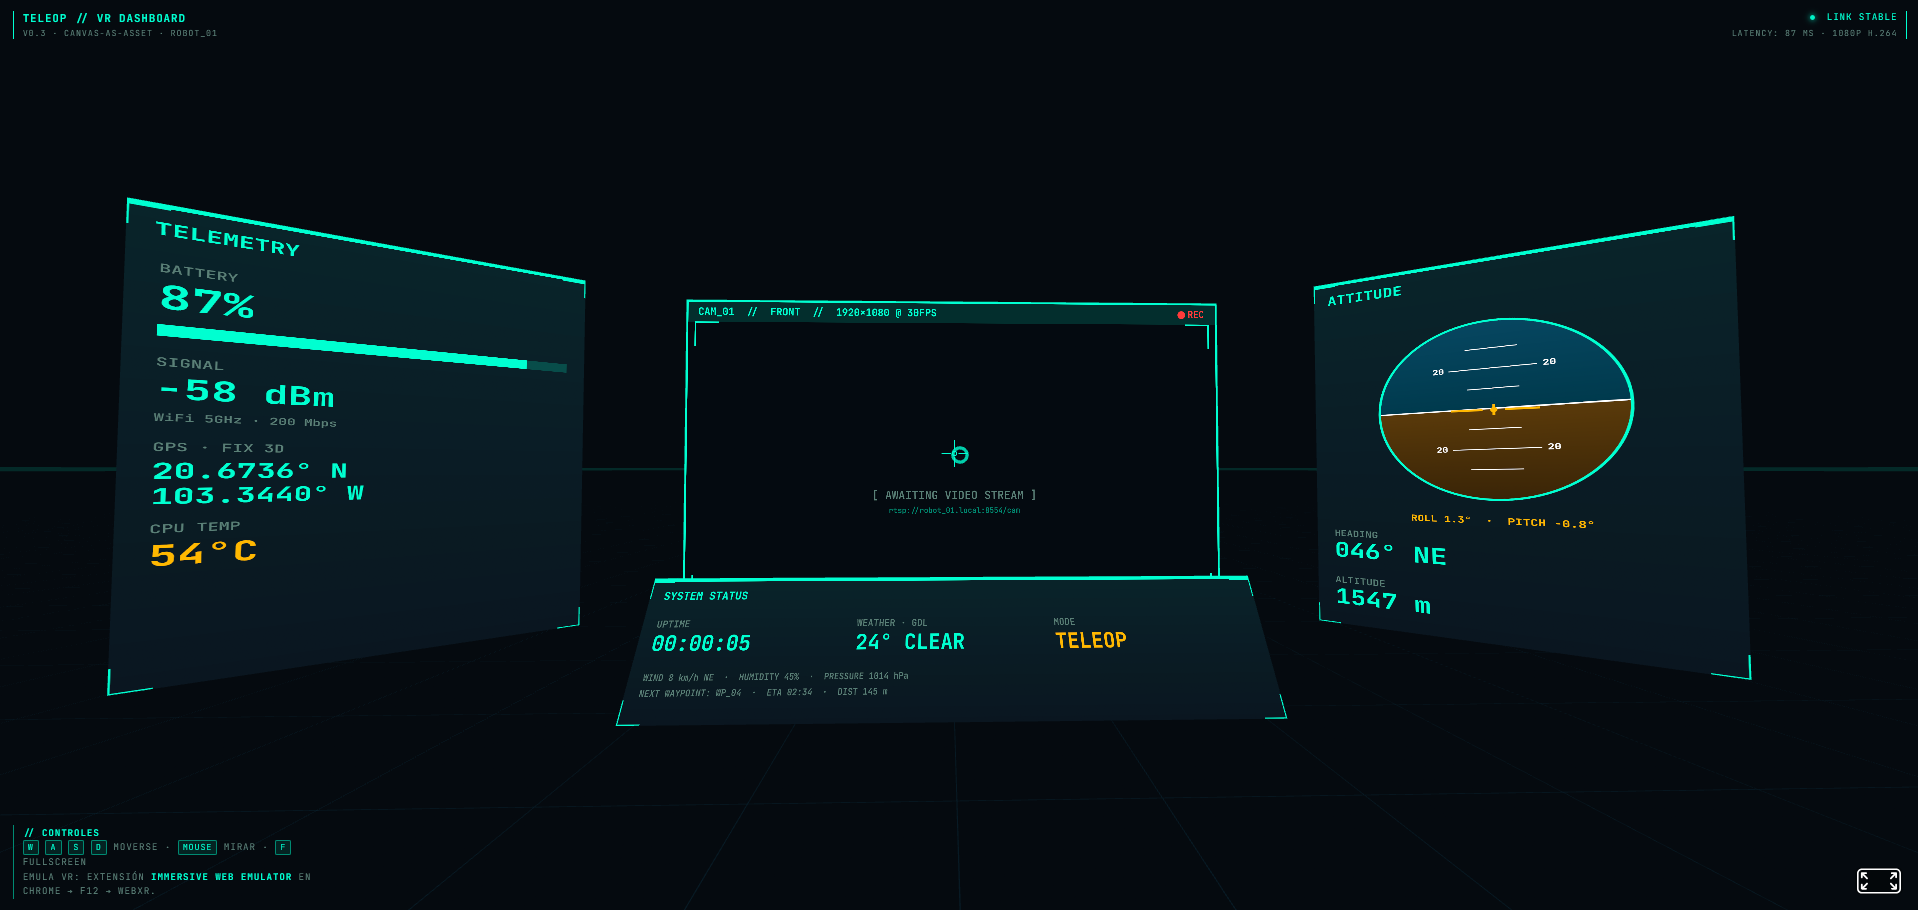 TELEOP // VR DASHBOARD
V0.3 · CANVAS-AS-ASSET · ROBOT_01
LINK STABLE
LATENCY: 87 MS · 1080P H.264
TELEMETRY
BATTERY
87%
SIGNAL
-58 dBm
WiFi 5GHz · 200 Mbps
GPS · FIX 3D
20.6736° N
103.3440° W
CPU TEMP
54°C
CAM_01 // FRONT // 1920×1080 @ 30FPS
REC
[ AWAITING VIDEO STREAM ]
rtsp://robot_01.local:8554/cam
SYSTEM STATUS
UPTIME
00:00:05
WEATHER · GDL
24° CLEAR
MODE
TELEOP
WIND 8 km/h NE · HUMIDITY 45% · PRESSURE 1014 hPa
NEXT WAYPOINT: WP_04 · ETA 02:34 · DIST 145 m
ATTITUDE
20 20
20 20
ROLL 1.3° · PITCH -0.8°
HEADING
046° NE
ALTITUDE
1547 m
// CONTROLES
W A S D MOVERSE · MOUSE MIRAR · F
FULLSCREEN
EMULA VR: EXTENSIÓN IMMERSIVE WEB EMULATOR EN
CHROME → F12 → WEBXR.